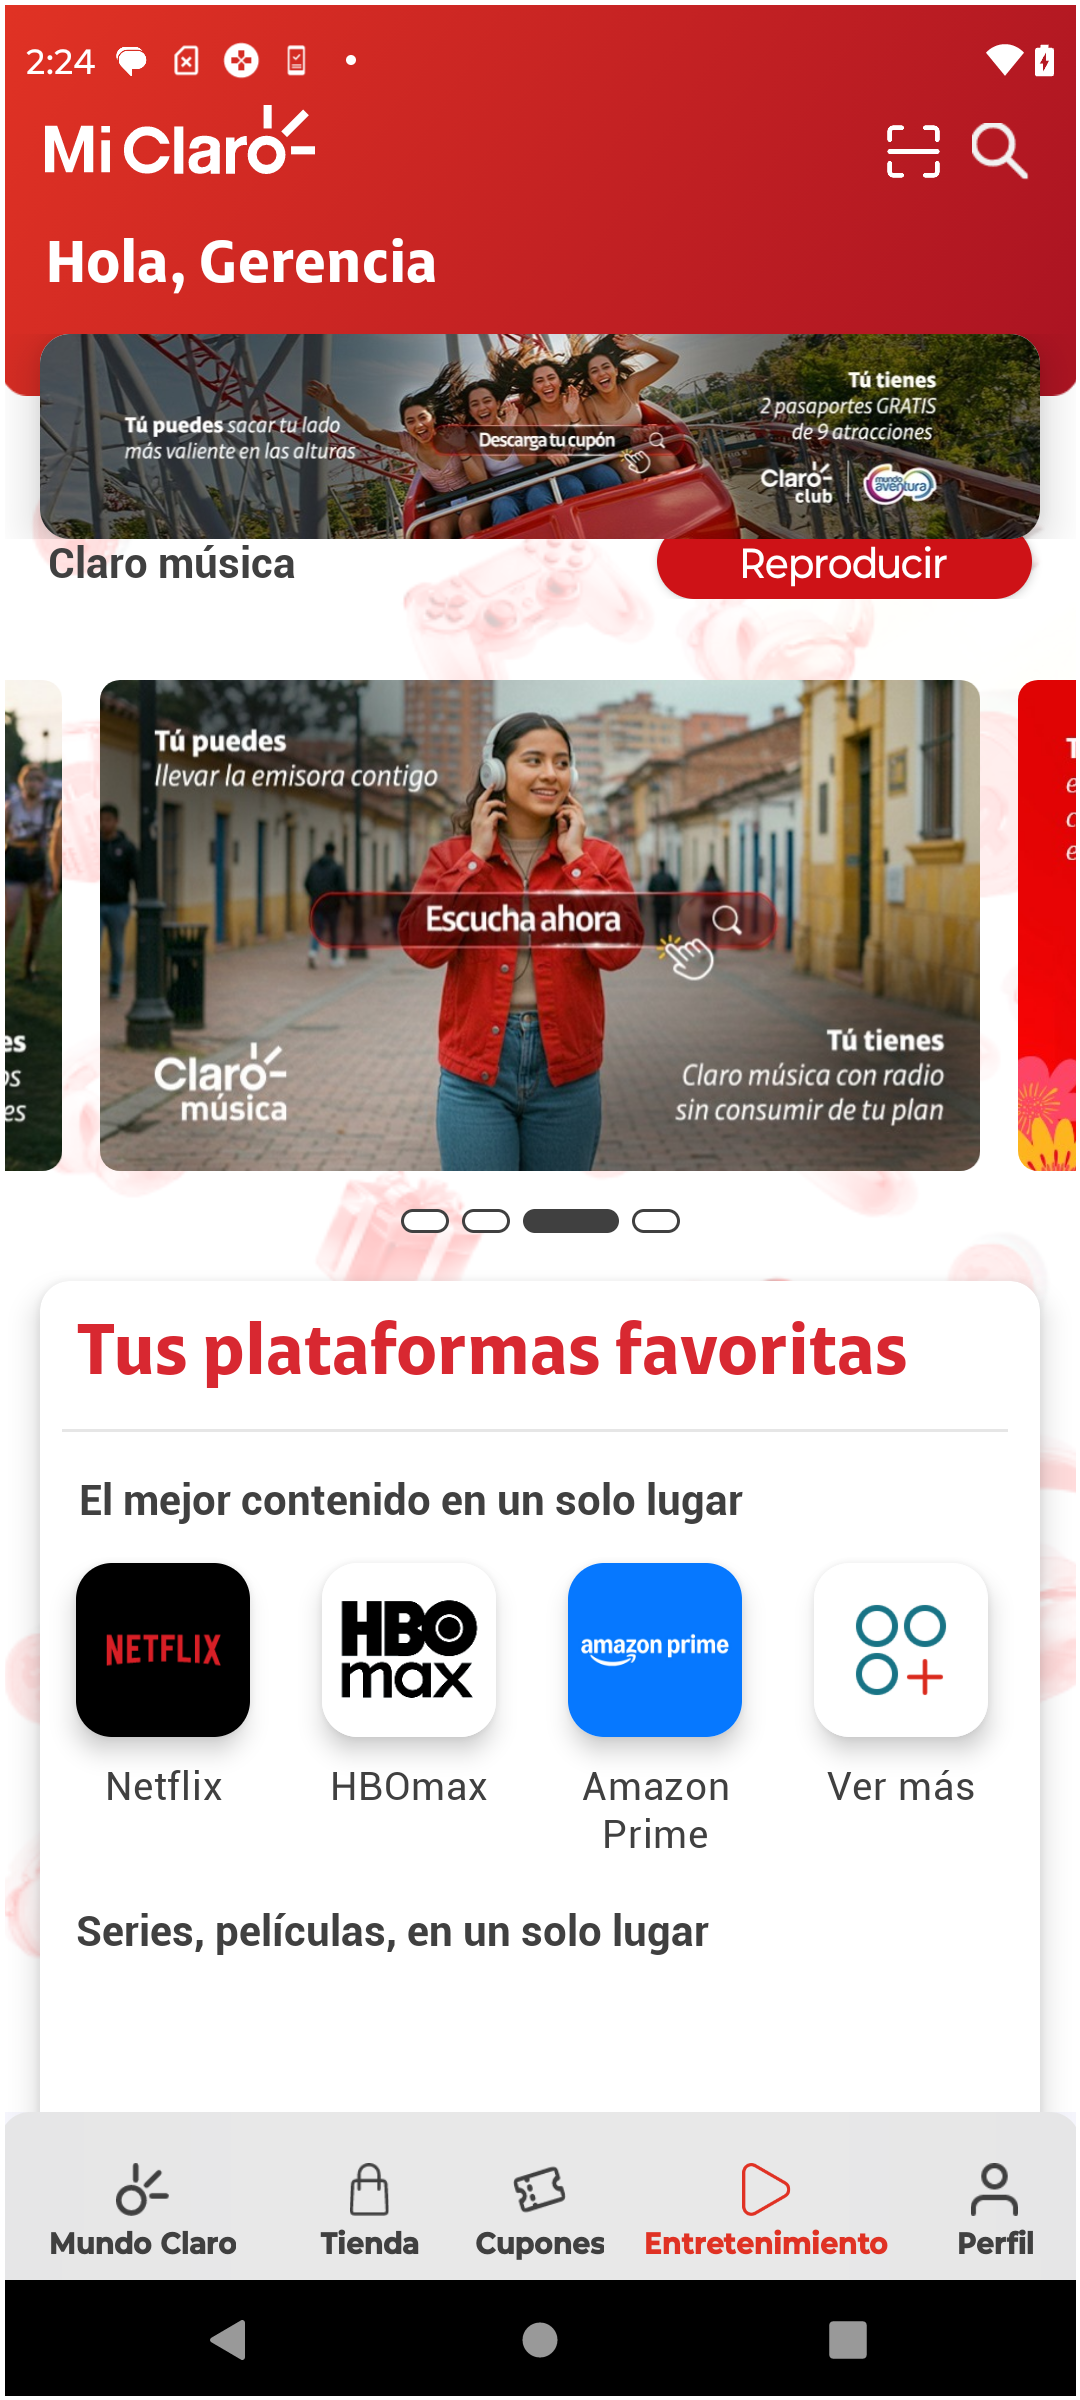 2:24
Mi Claro
Hola, Gerencia
Tú puedes sacar tu lado
más valiente en las alturas
Descarga tu cupón
Tú tienes
2 pasaportes GRATIS
de 9 atracciones
Claro
club
mundo
aventura
Claro música
Reproducir
Tú puedes
llevar la emisora contigo
Escucha ahora
Claro
música
Tú tienes
Claro música con radio
sin consumir de tu plan
es
os
es
T
e
c
e
Tus plataformas favoritas
El mejor contenido en un solo lugar
NETFLIX
HBO
max
amazon prime
Netflix
HBOmax
Amazon
Prime
Ver más
Series, películas, en un solo lugar
Mundo Claro
Tienda
Cupones
Entretenimiento
Perfil